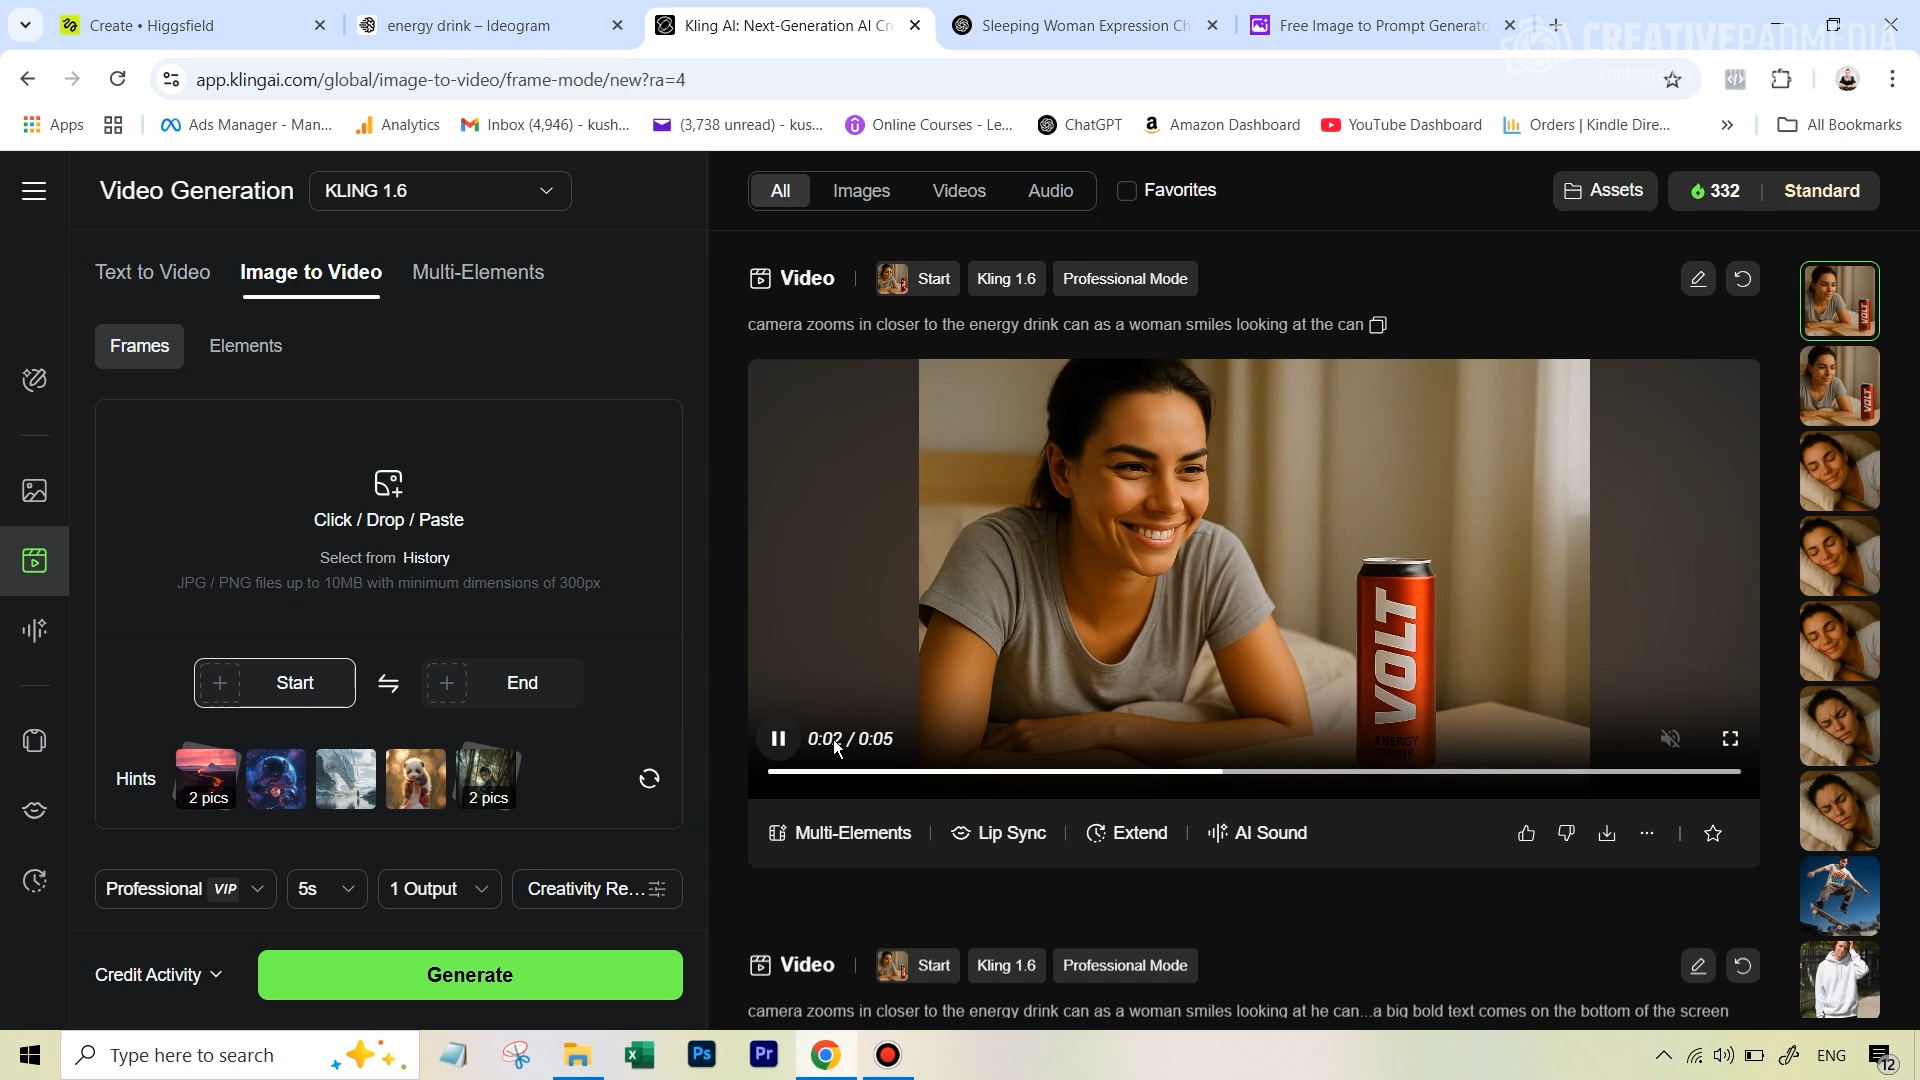 Create • Higgsfield
energy drink – Ideogram
Kling AI: Next-Generation AI Cre
Sleeping Woman Expression Ch
Free Image to Prompt Generato
CREATIVEPADMEDIA
app.klingai.com/global/image-to-video/frame-mode/new?ra=4
Apps
Ads Manager - Man...
Analytics
Inbox (4,946) - kush...
(3,738 unread) - kus...
Online Courses - Le...
ChatGPT
Amazon Dashboard
YouTube Dashboard
Orders | Kindle Dire...
All Bookmarks
Video Generation
KLING 1.6
All
Images
Videos
Audio
Favorites
Assets
332
Standard
Text to Video
Image to Video
Multi-Elements
Frames
Elements
Click / Drop / Paste
Select from History
JPG / PNG files up to 10MB with minimum dimensions of 300px
Start
End
Hints
2 pics
2 pics
Professional VIP
5s
1 Output
Creativity Re...
Credit Activity
Generate
Video
Start
Kling 1.6
Professional Mode
camera zooms in closer to the energy drink can as a woman smiles looking at the can
VOLT
ENERGY
DRINK
0:02 / 0:05
Multi-Elements
Lip Sync
Extend
AI Sound
Video
Start
Kling 1.6
Professional Mode
camera zooms in closer to the energy drink can as a woman smiles looking at he can...a big bold text comes on the bottom of the screen
VOLT
VOLT
Type here to search
Ps
Pr
ENG
12